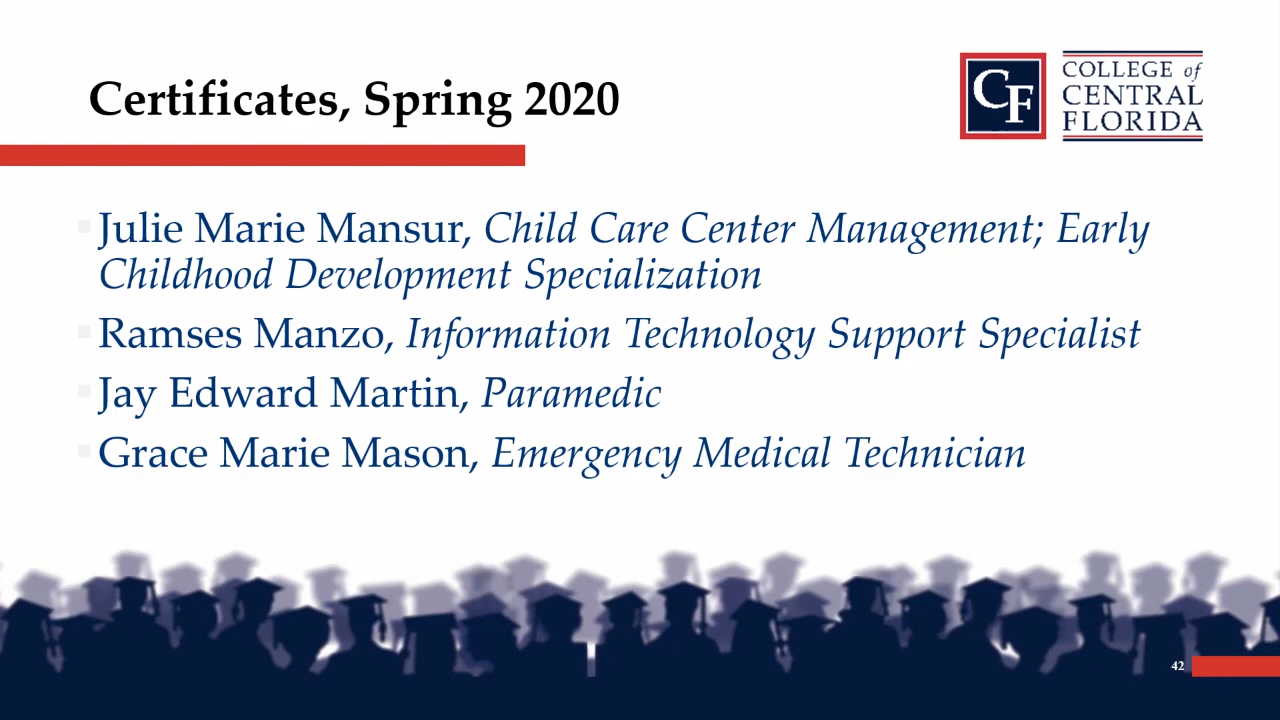 Certificates, Spring 2020
CF
COLLEGE of
CENTRAL
FLORIDA
Julie Marie Mansur, Child Care Center Management; Early
Childhood Development Specialization
Ramses Manzo, Information Technology Support Specialist
Jay Edward Martin, Paramedic
Grace Marie Mason, Emergency Medical Technician
42